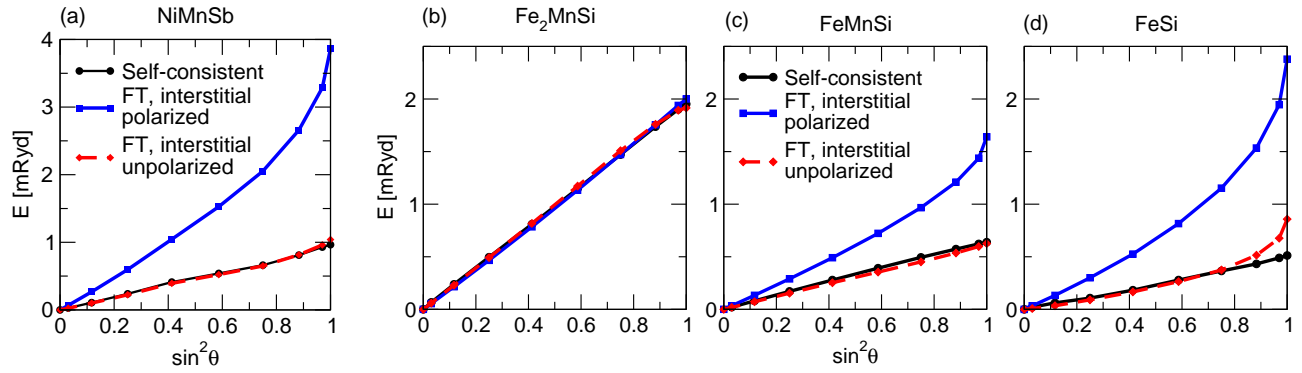 (a) NiMnSb
4
3
2
1
0
E [mRyd]
Self-consistent
FT, interstitial
polarized
FT, interstitial
unpolarized
0 0.2 0.4 0.6 0.8 1
sin²θ
(b) Fe₂MnSi
2
1
0
E [mRyd]
0 0.2 0.4 0.6 0.8 1
sin²θ
(c) FeMnSi
2
1
0
Self-consistent
FT, interstitial
polarized
FT, interstitial
unpolarized
0 0.2 0.4 0.6 0.8 1
sin²θ
(d) FeSi
2
1
0
0 0.2 0.4 0.6 0.8 1
sin²θ